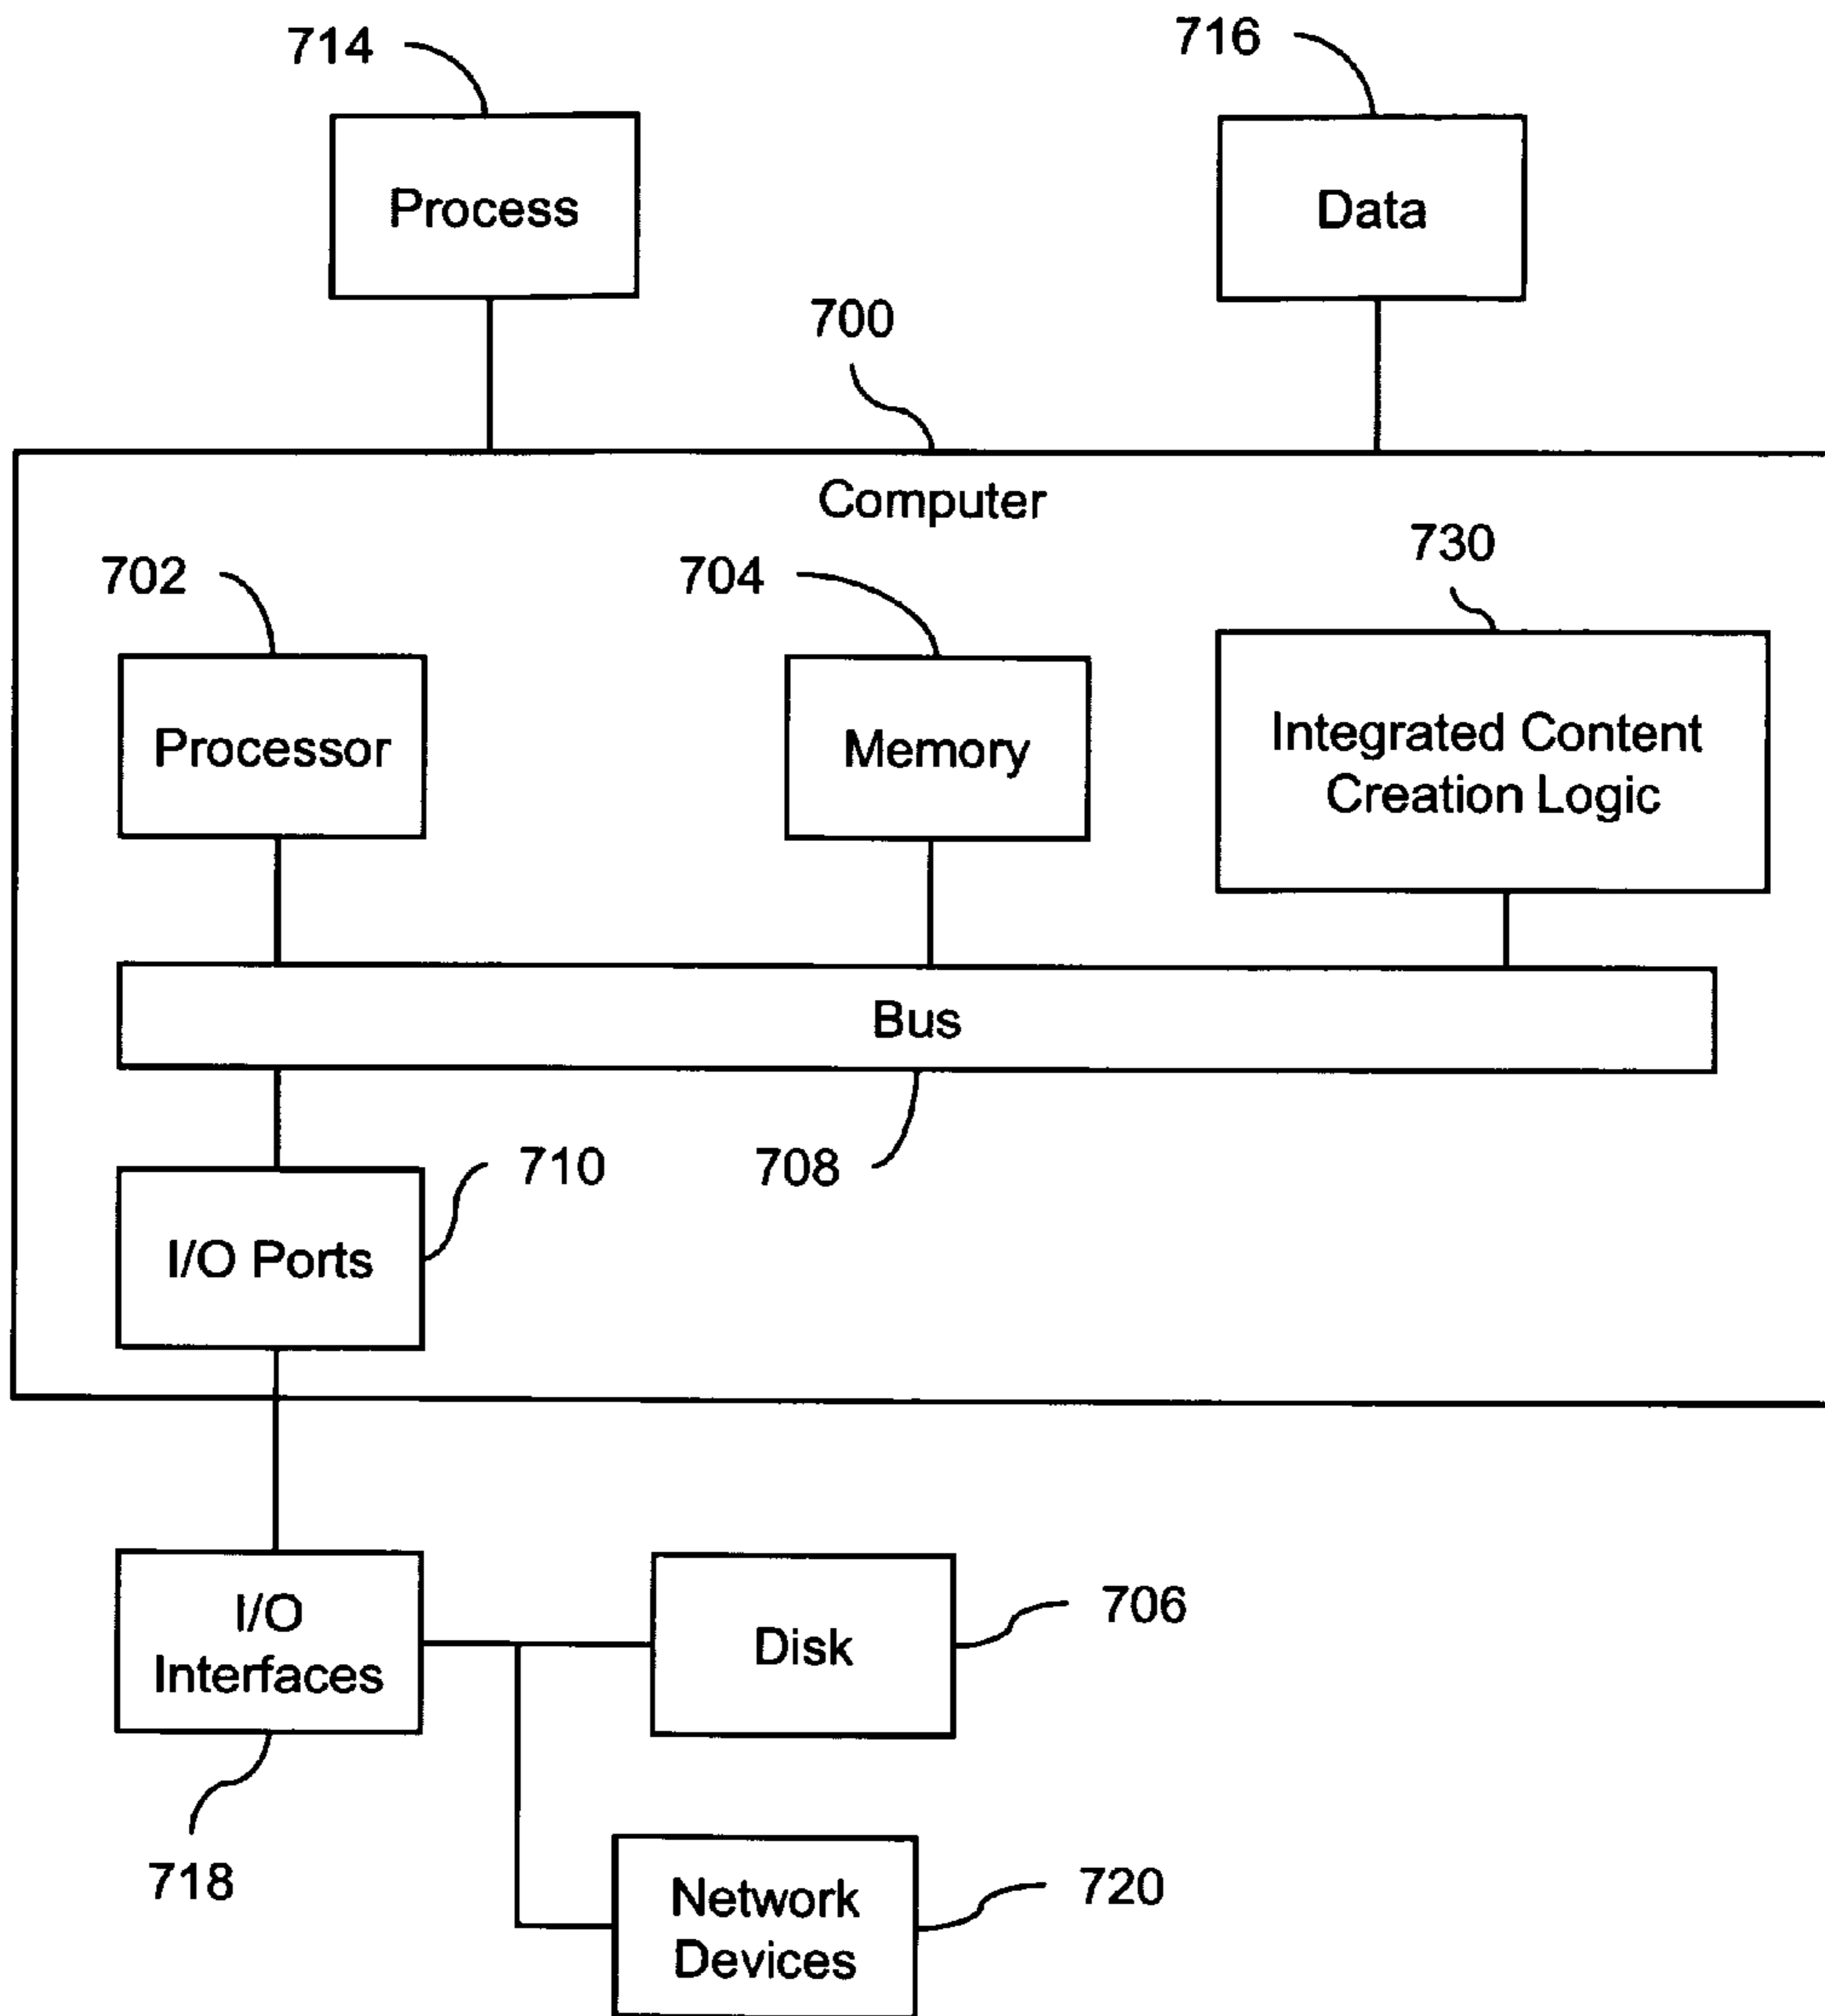 714
716
Process
Data
700
Computer
702
704
730
Processor
Memory
Integrated Content
Creation Logic
Bus
710
708
I/O Ports
I/O
Interfaces
Disk
706
718
Network
Devices
720